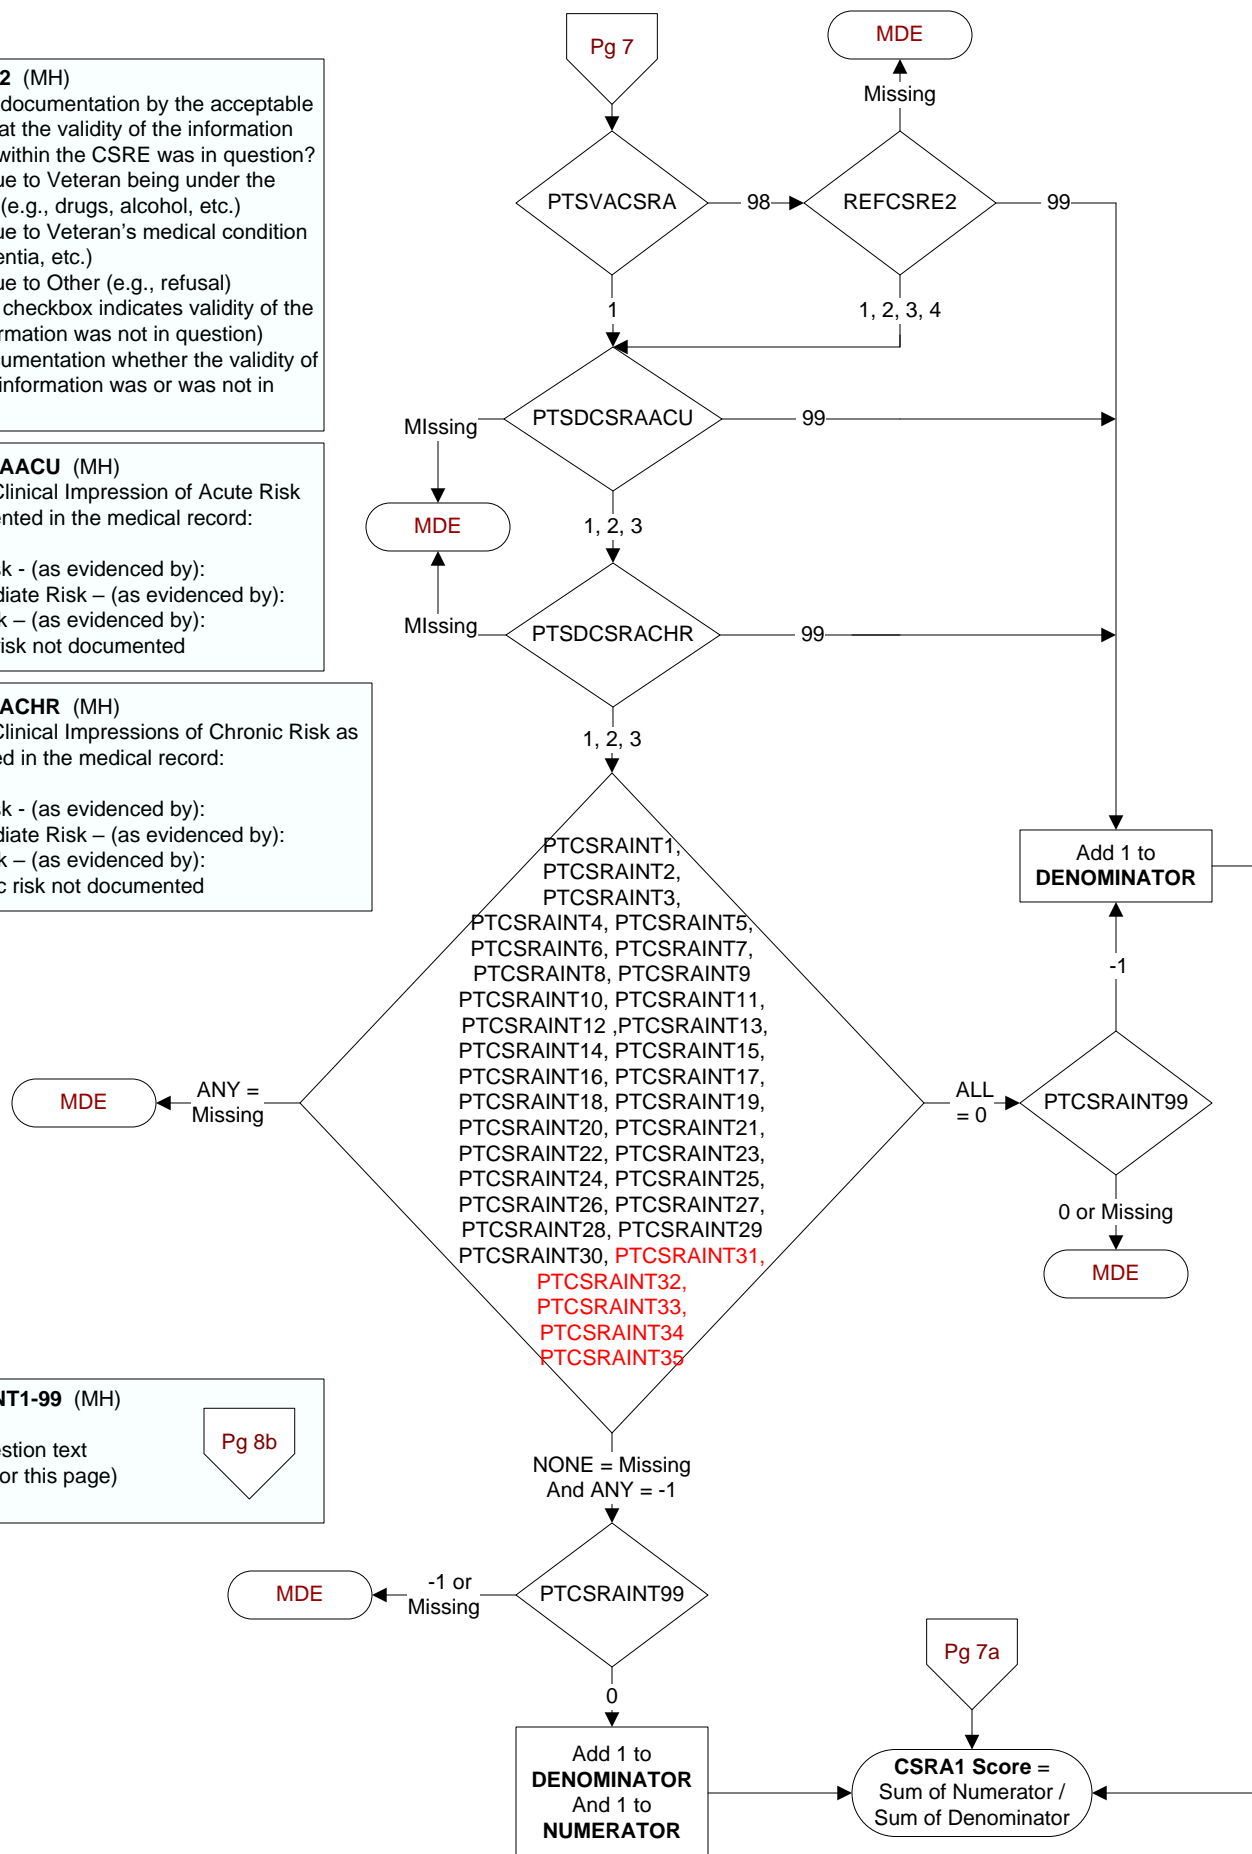 Pg 7
MDE
Missing
PTSVACSRA
98
REFCSRE2
99
1
1, 2, 3, 4
2 (MH)
documentation by the acceptable
at the validity of the information
within the CSRE was in question?
ue to Veteran being under the
(e.g., drugs, alcohol, etc.)
ue to Veteran's medical condition
entia, etc.)
ue to Other (e.g., refusal)
checkbox indicates validity of the
rmation was not in question)
cumentation whether the validity of
information was or was not in
MIssing
PTSDCSRAACU
99
MDE
1, 2, 3
AACU (MH)
Clinical Impression of Acute Risk
ented in the medical record:
sk - (as evidenced by):
diate Risk – (as evidenced by):
k – (as evidenced by):
risk not documented
MIssing
PTSDCSRACHR
99
1, 2, 3
ACHR (MH)
Clinical Impressions of Chronic Risk as
ed in the medical record:
sk - (as evidenced by):
diate Risk – (as evidenced by):
k – (as evidenced by):
c risk not documented
PTCSRAINT1,
PTCSRAINT2,
PTCSRAINT3,
PTCSRAINT4, PTCSRAINT5,
PTCSRAINT6, PTCSRAINT7,
PTCSRAINT8, PTCSRAINT9
PTCSRAINT10, PTCSRAINT11,
PTCSRAINT12 ,PTCSRAINT13,
PTCSRAINT14, PTCSRAINT15,
PTCSRAINT16, PTCSRAINT17,
PTCSRAINT18, PTCSRAINT19,
PTCSRAINT20, PTCSRAINT21,
PTCSRAINT22, PTCSRAINT23,
PTCSRAINT24, PTCSRAINT25,
PTCSRAINT26, PTCSRAINT27,
PTCSRAINT28, PTCSRAINT29
PTCSRAINT30, PTCSRAINT31,
PTCSRAINT32,
PTCSRAINT33,
PTCSRAINT34
PTCSRAINT35
Add 1 to
DENOMINATOR
-1
MDE
ANY =
Missing
ALL
= 0
PTCSRAINT99
0 or Missing
MDE
NT1-99 (MH)
estion text
or this page)
Pg 8b
NONE = Missing
And ANY = -1
MDE
-1 or
Missing
PTCSRAINT99
0
Pg 7a
Add 1 to
DENOMINATOR
And 1 to
NUMERATOR
CSRA1 Score =
Sum of Numerator /
Sum of Denominator